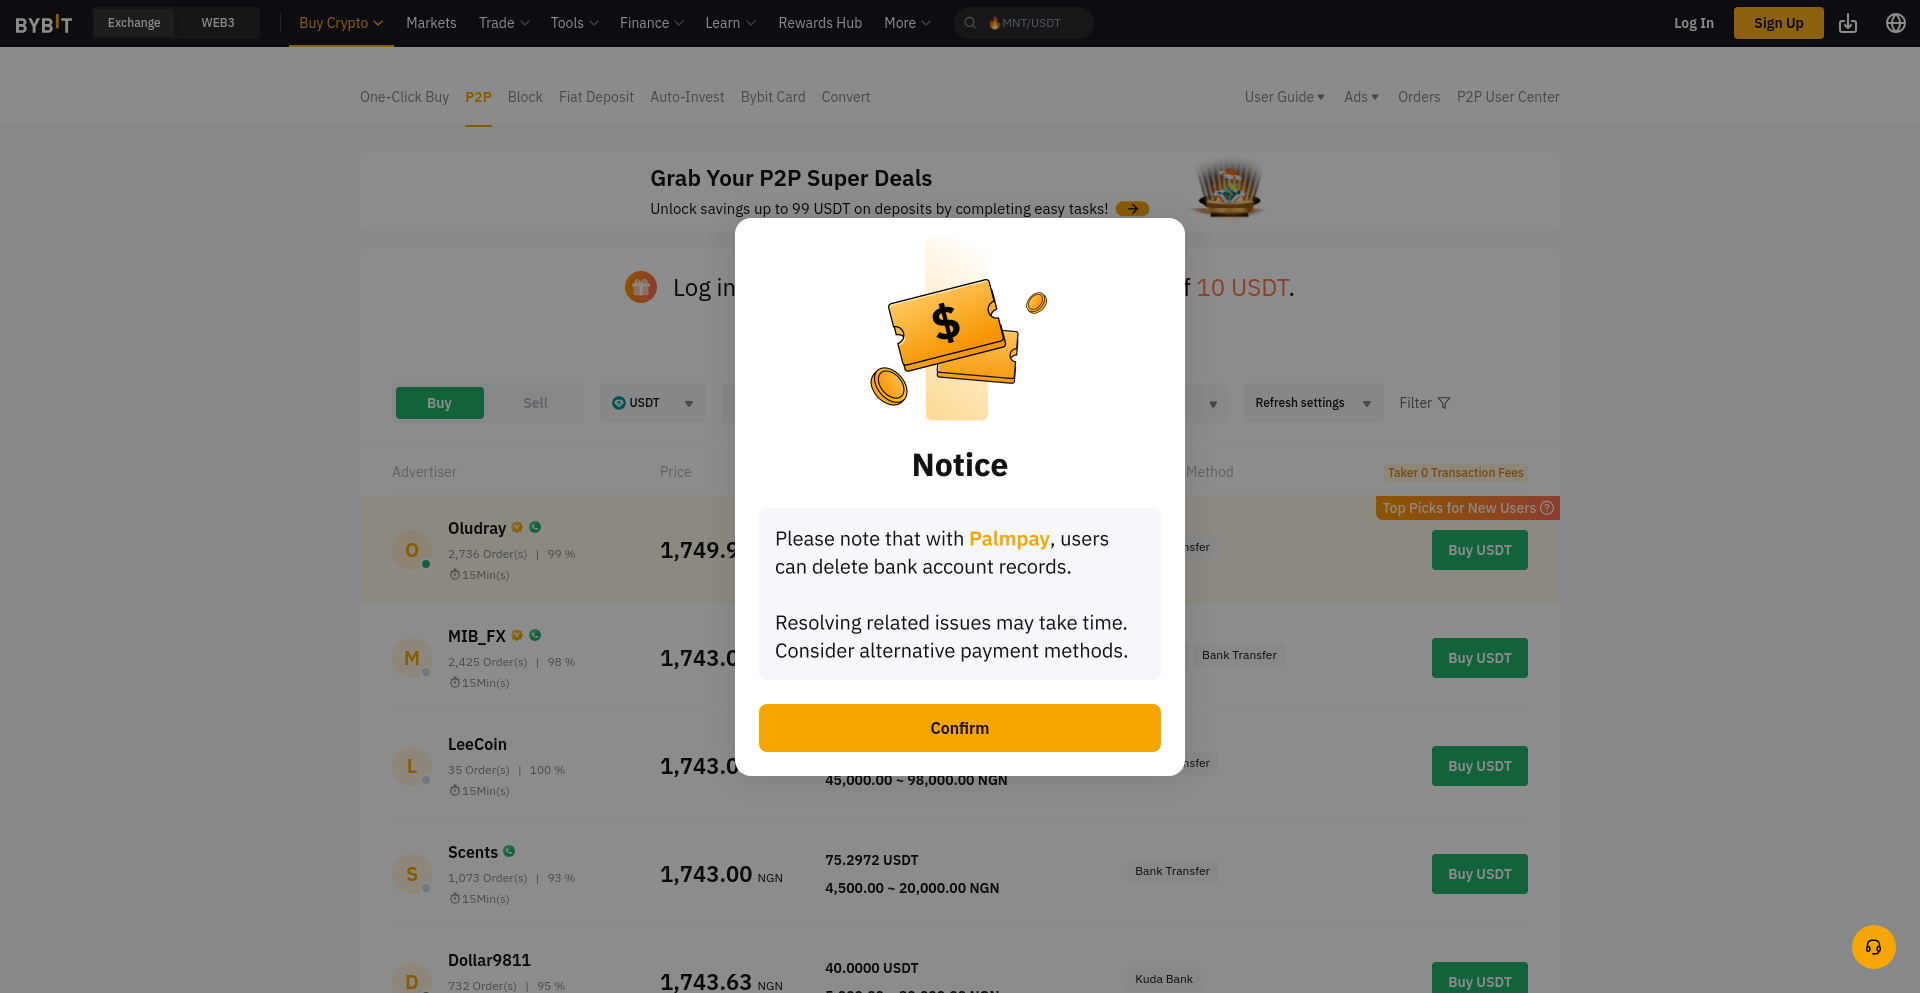 BYBIT Exchange WEB3 Buy Crypto Markets Trade Tools Finance Learn Rewards Hub More MNT/USDT Log In Sign Up
One-Click Buy P2P Block Fiat Deposit Auto-Invest Bybit Card Convert User Guide Ads Orders P2P User Center
Grab Your P2P Super Deals
Unlock savings up to 99 USDT on deposits by completing easy tasks!
Log in
10 USDT.
Buy Sell USDT Refresh settings Filter
Advertiser Price Method Taker 0 Transaction Fees
Top Picks for New Users
O Oludray
2,736 Order(s) | 99 %
15Min(s)
1,749.9
Buy USDT
M MIB_FX
2,425 Order(s) | 98 %
15Min(s)
1,743.0
Bank Transfer
Buy USDT
L LeeCoin
35 Order(s) | 100 %
15Min(s)
1,743.0
45,000.00 ~ 98,000.00 NGN
Buy USDT
S Scents
1,073 Order(s) | 93 %
15Min(s)
1,743.00 NGN
75.2972 USDT
4,500.00 ~ 20,000.00 NGN
Bank Transfer
Buy USDT
D Dollar9811
732 Order(s) | 95 %
1,743.63 NGN
40.0000 USDT
Kuda Bank
Buy USDT
$
Notice
Please note that with Palmpay, users
can delete bank account records.
Resolving related issues may take time.
Consider alternative payment methods.
Confirm